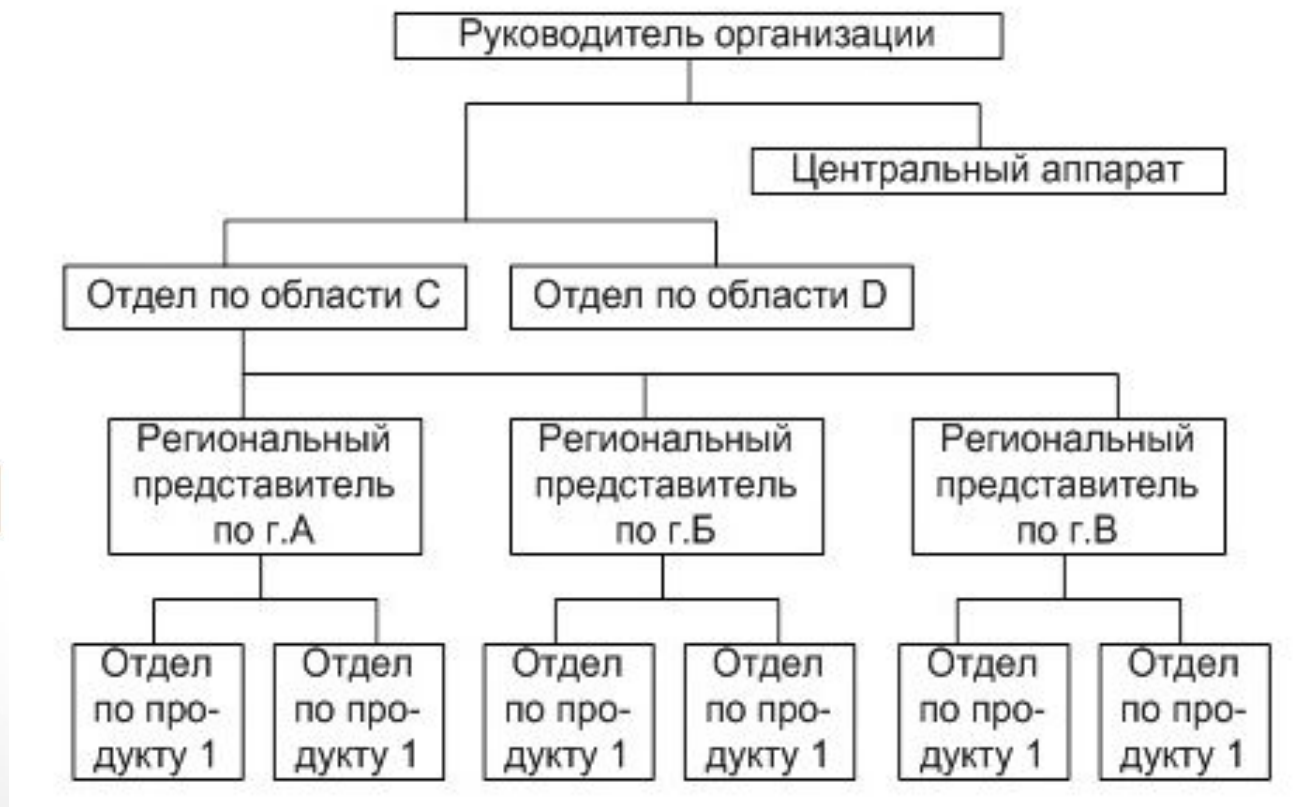 Руководитель организации
Центральный аппарат
Отдел по области С
Отдел по области D
Региональный
представитель
по г.А
Региональный
представитель
по г.Б
Региональный
представитель
по г.В
Отдел
по про-
дукту 1
Отдел
по про-
дукту 1
Отдел
по про-
дукту 1
Отдел
по про-
дукту 1
Отдел
по про-
дукту 1
Отдел
по про-
дукту 1